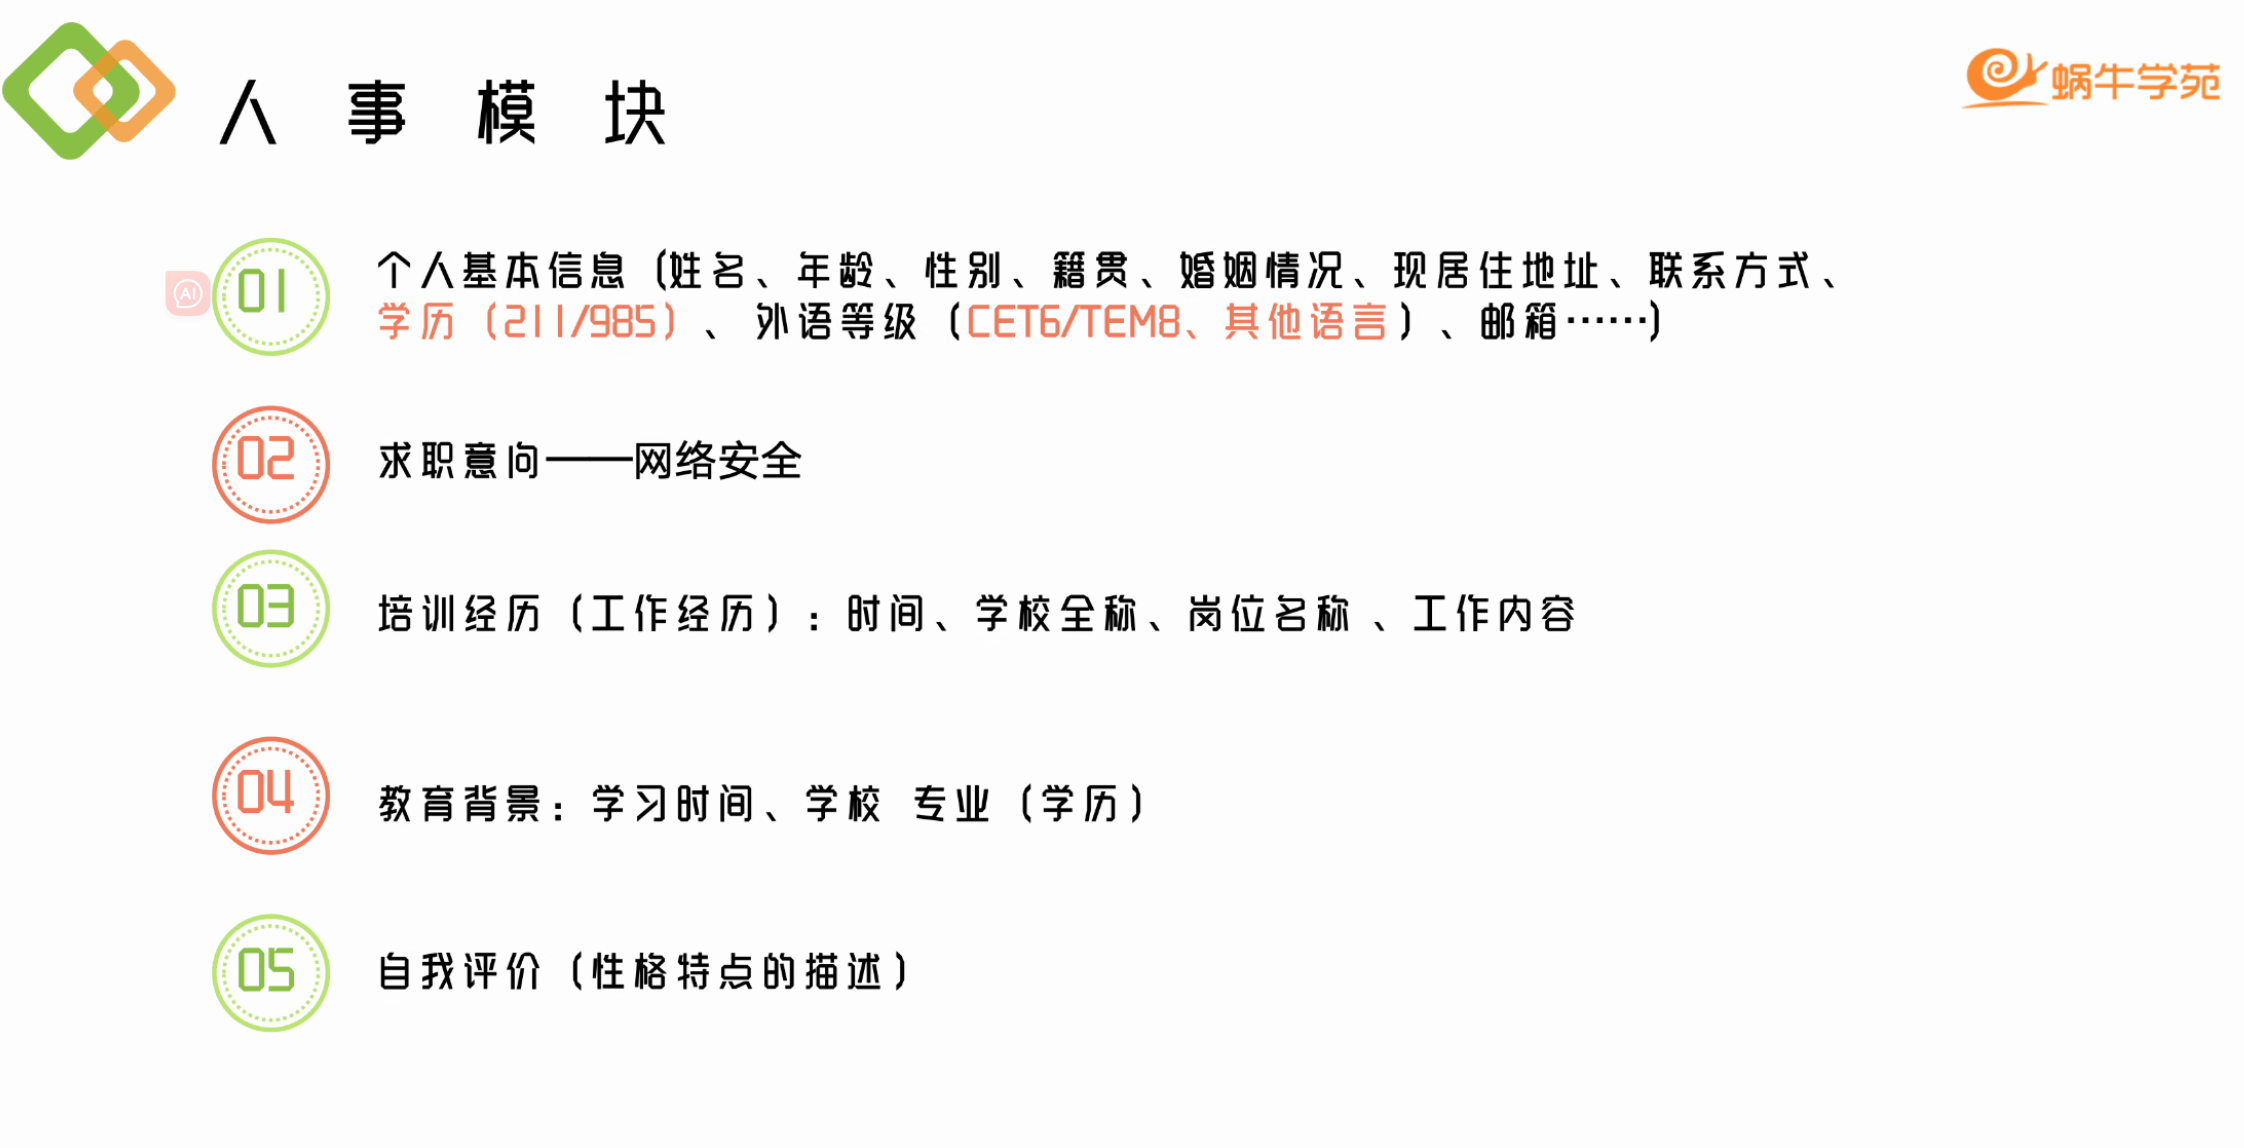 人事模块
蜗牛学苑
AI
01
个人基本信息（姓名、年龄、性别、籍贯、婚姻情况、现居住地址、联系方式、
学历（211/985）、 外语等级（CET6/TEM8、其他语言）、邮箱……）
02
求职意向——网络安全
03
培训经历（工作经历）：时间、学校全称、岗位名称 、工作内容
04
教育背景：学习时间、学校 专业（学历）
05
自我评价（性格特点的描述）